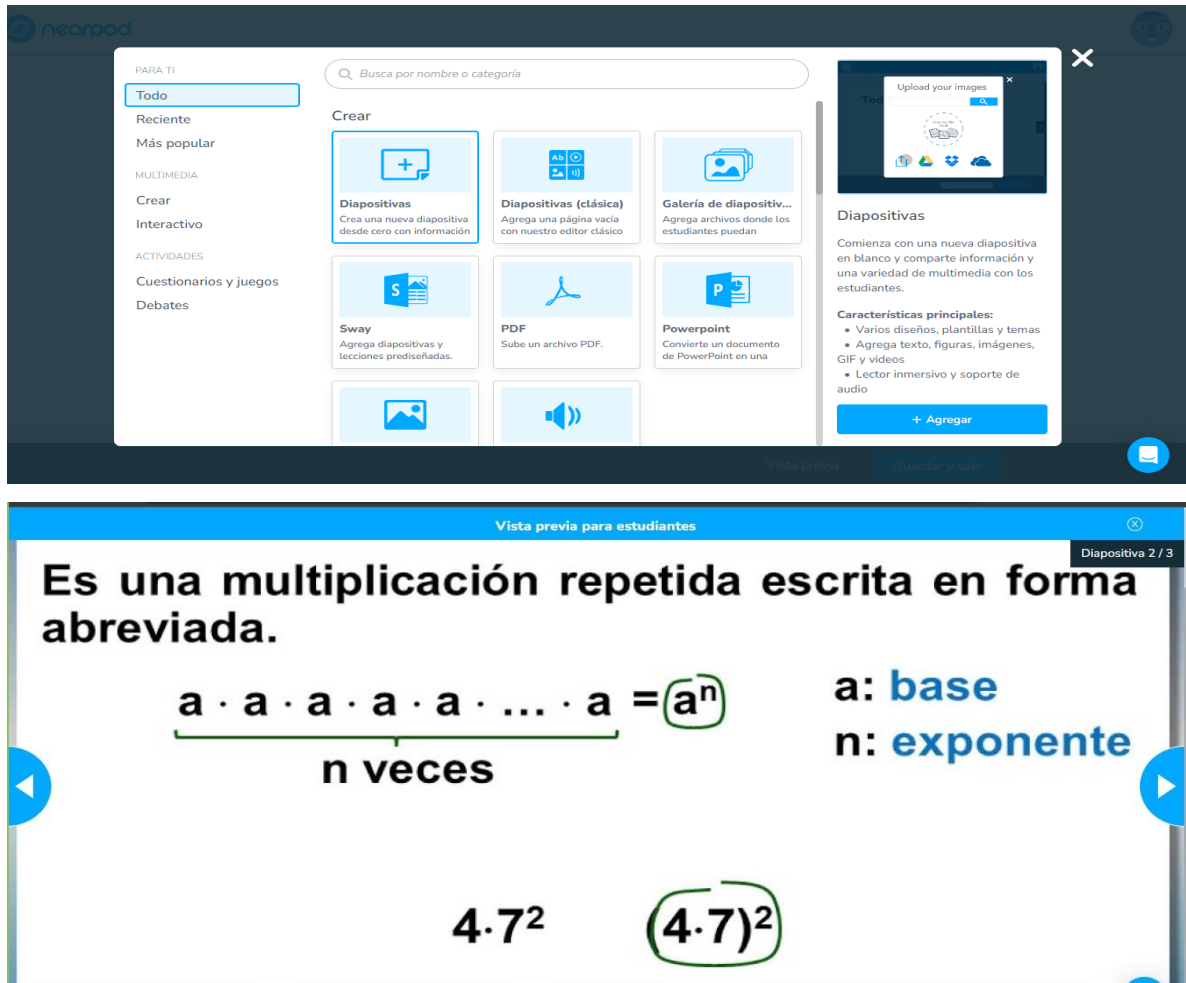 nearpod
PARA TI
Todo
Reciente
Más popular
MULTIMEDIA
Crear
Interactivo
ACTIVIDADES
Cuestionarios y juegos
Debates
Busca por nombre o categoría
Crear
Diapositivas
Crea una nueva diapositiva
desde cero con información
Diapositivas (clásica)
Agrega una página vacía
con nuestro editor clásico
Galería de diapositiv...
Agrega archivos donde los
estudiantes puedan
Sway
Agrega diapositivas y
lecciones prediseñadas.
PDF
Sube un archivo PDF.
Powerpoint
Convierte un documento
de PowerPoint en una
Upload your images
Diapositivas
Comienza con una nueva diapositiva
en blanco y comparte información y
una variedad de multimedia con los
estudiantes.
Características principales:
• Varios diseños, plantillas y temas
• Agrega texto, figuras, imágenes,
GIF y videos
• Lector inmersivo y soporte de
audio
+ Agregar
Vista previa
Guardar y salir
Vista previa para estudiantes
Diapositiva 2 / 3
Es una multiplicación repetida escrita en forma
abreviada.
a · a · a · a · a · ... · a = aⁿ
n veces
a: base
n: exponente
4·7² (4·7)²